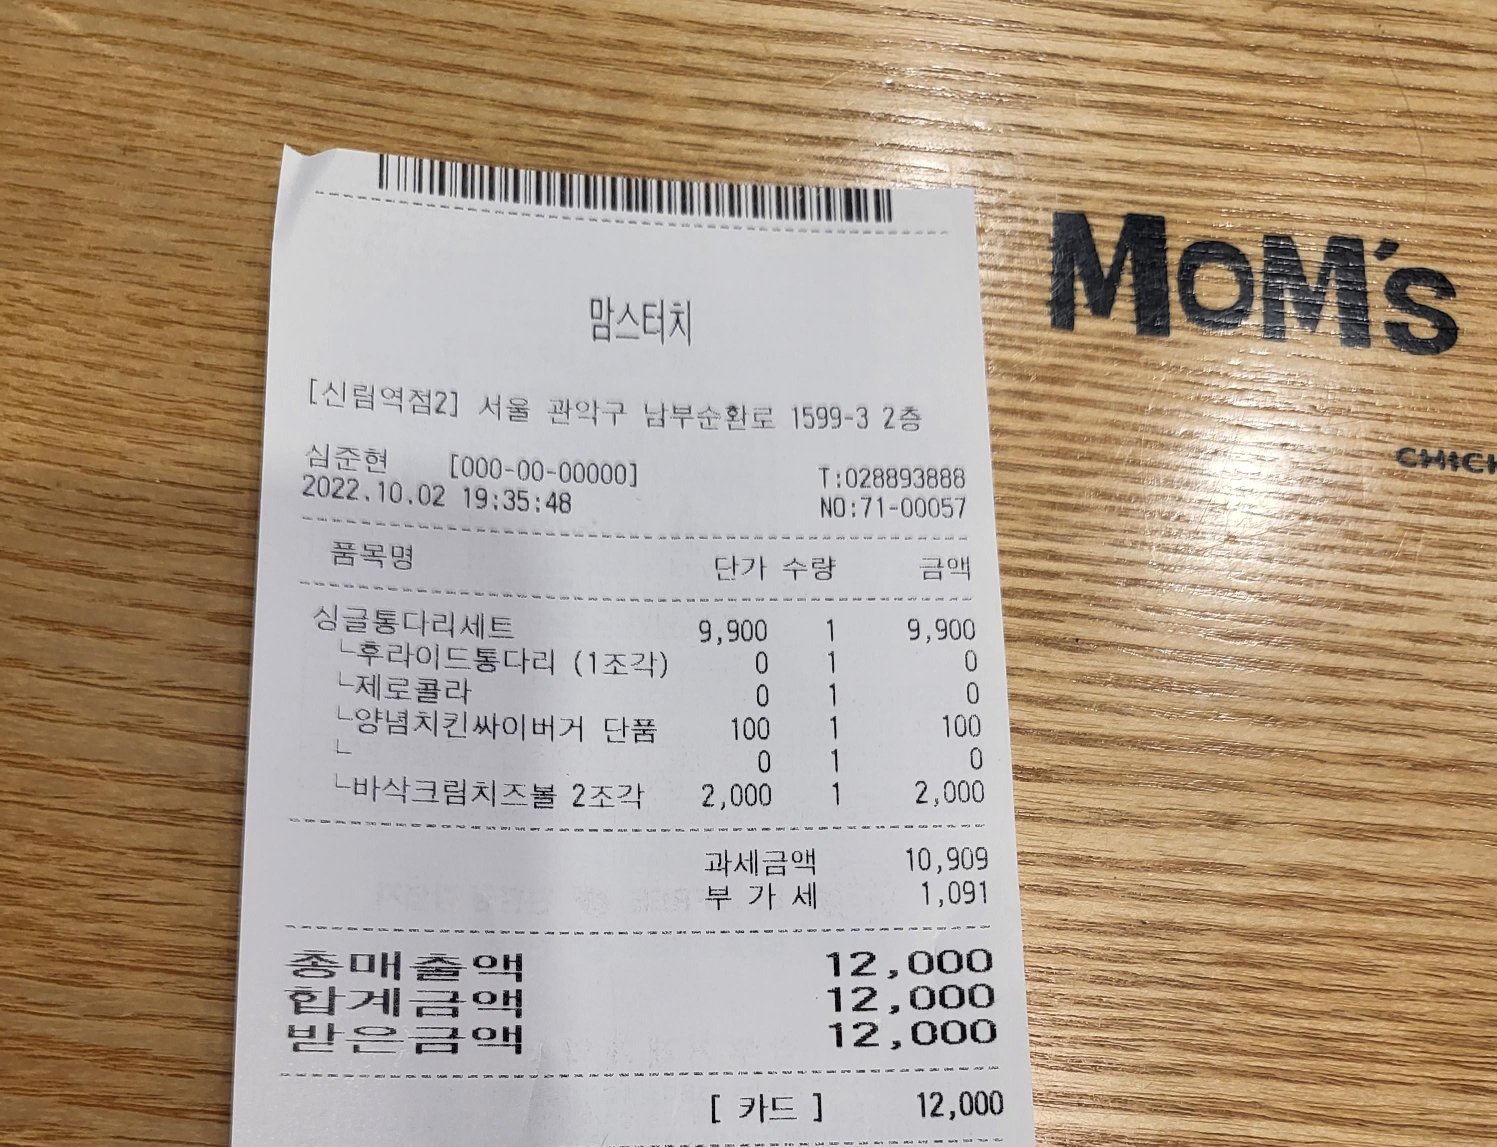 맘스터치
MOM's
[신림역점2] 서울 관악구 남부순환로 1599-3 2층
CHICK
심준현 [000-00-00000] T:028893888
2022.10.02 19:35:48 NO:71-00057
품목명 단가 수량 금액
싱글통다리세트 9,900 1 9,900
└후라이드통다리 (1조각) 0 1 0
└제로콜라 0 1 0
└양념치킨싸이버거 단품 100 1 100
└ 0 1 0
└바삭크림치즈볼 2조각 2,000 1 2,000
과세금액 10,909
부 가 세 1,091
총매출액 12,000
합계금액 12,000
받은금액 12,000
[ 카드 ] 12,000